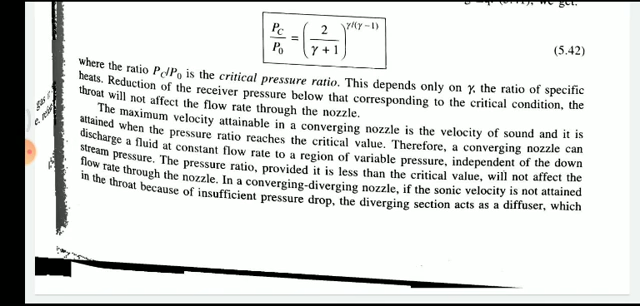 we get:
P_C/P_0 = (2/(γ + 1))^γ/(γ − 1)
(5.42)
where the ratio P_C/P_0 is the critical pressure ratio. This depends only on γ, the ratio of specific
heats. Reduction of the receiver pressure below that corresponding to the critical condition, the
throat will not affect the flow rate through the nozzle.
The maximum velocity attainable in a converging nozzle is the velocity of sound and it is
attained when the pressure ratio reaches the critical value. Therefore, a converging nozzle can
discharge a fluid at constant flow rate to a region of variable pressure, independent of the down
stream pressure. The pressure ratio, provided it is less than the critical value, will not affect the
flow rate through the nozzle. In a converging-diverging nozzle, if the sonic velocity is not attained
in the throat because of insufficient pressure drop, the diverging section acts as a diffuser, which
gas